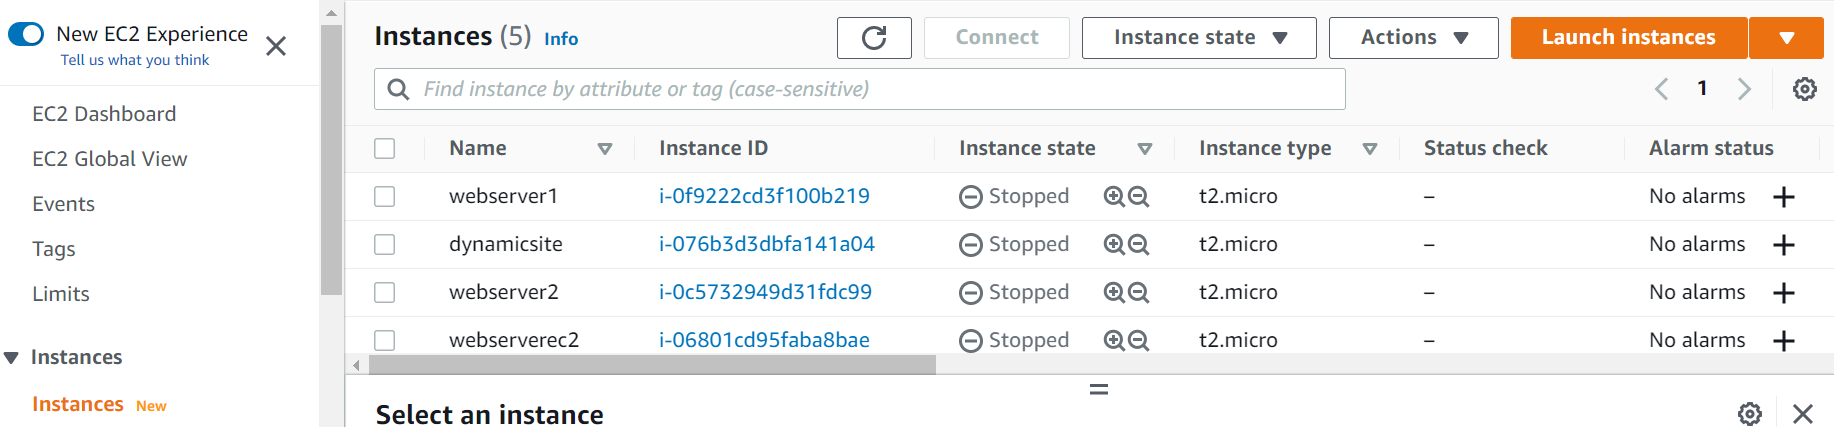 New EC2 Experience
Tell us what you think
EC2 Dashboard
EC2 Global View
Events
Tags
Limits
Instances
Instances New
Instances (5) Info
Connect
Instance state
Actions
Launch instances
Find instance by attribute or tag (case-sensitive)
1
Name Instance ID Instance state Instance type Status check Alarm status
webserver1 i-0f9222cd3f100b219 Stopped t2.micro – No alarms
dynamicsite i-076b3d3dbfa141a04 Stopped t2.micro – No alarms
webserver2 i-0c5732949d31fdc99 Stopped t2.micro – No alarms
webserverec2 i-06801cd95faba8bae Stopped t2.micro – No alarms
Select an instance